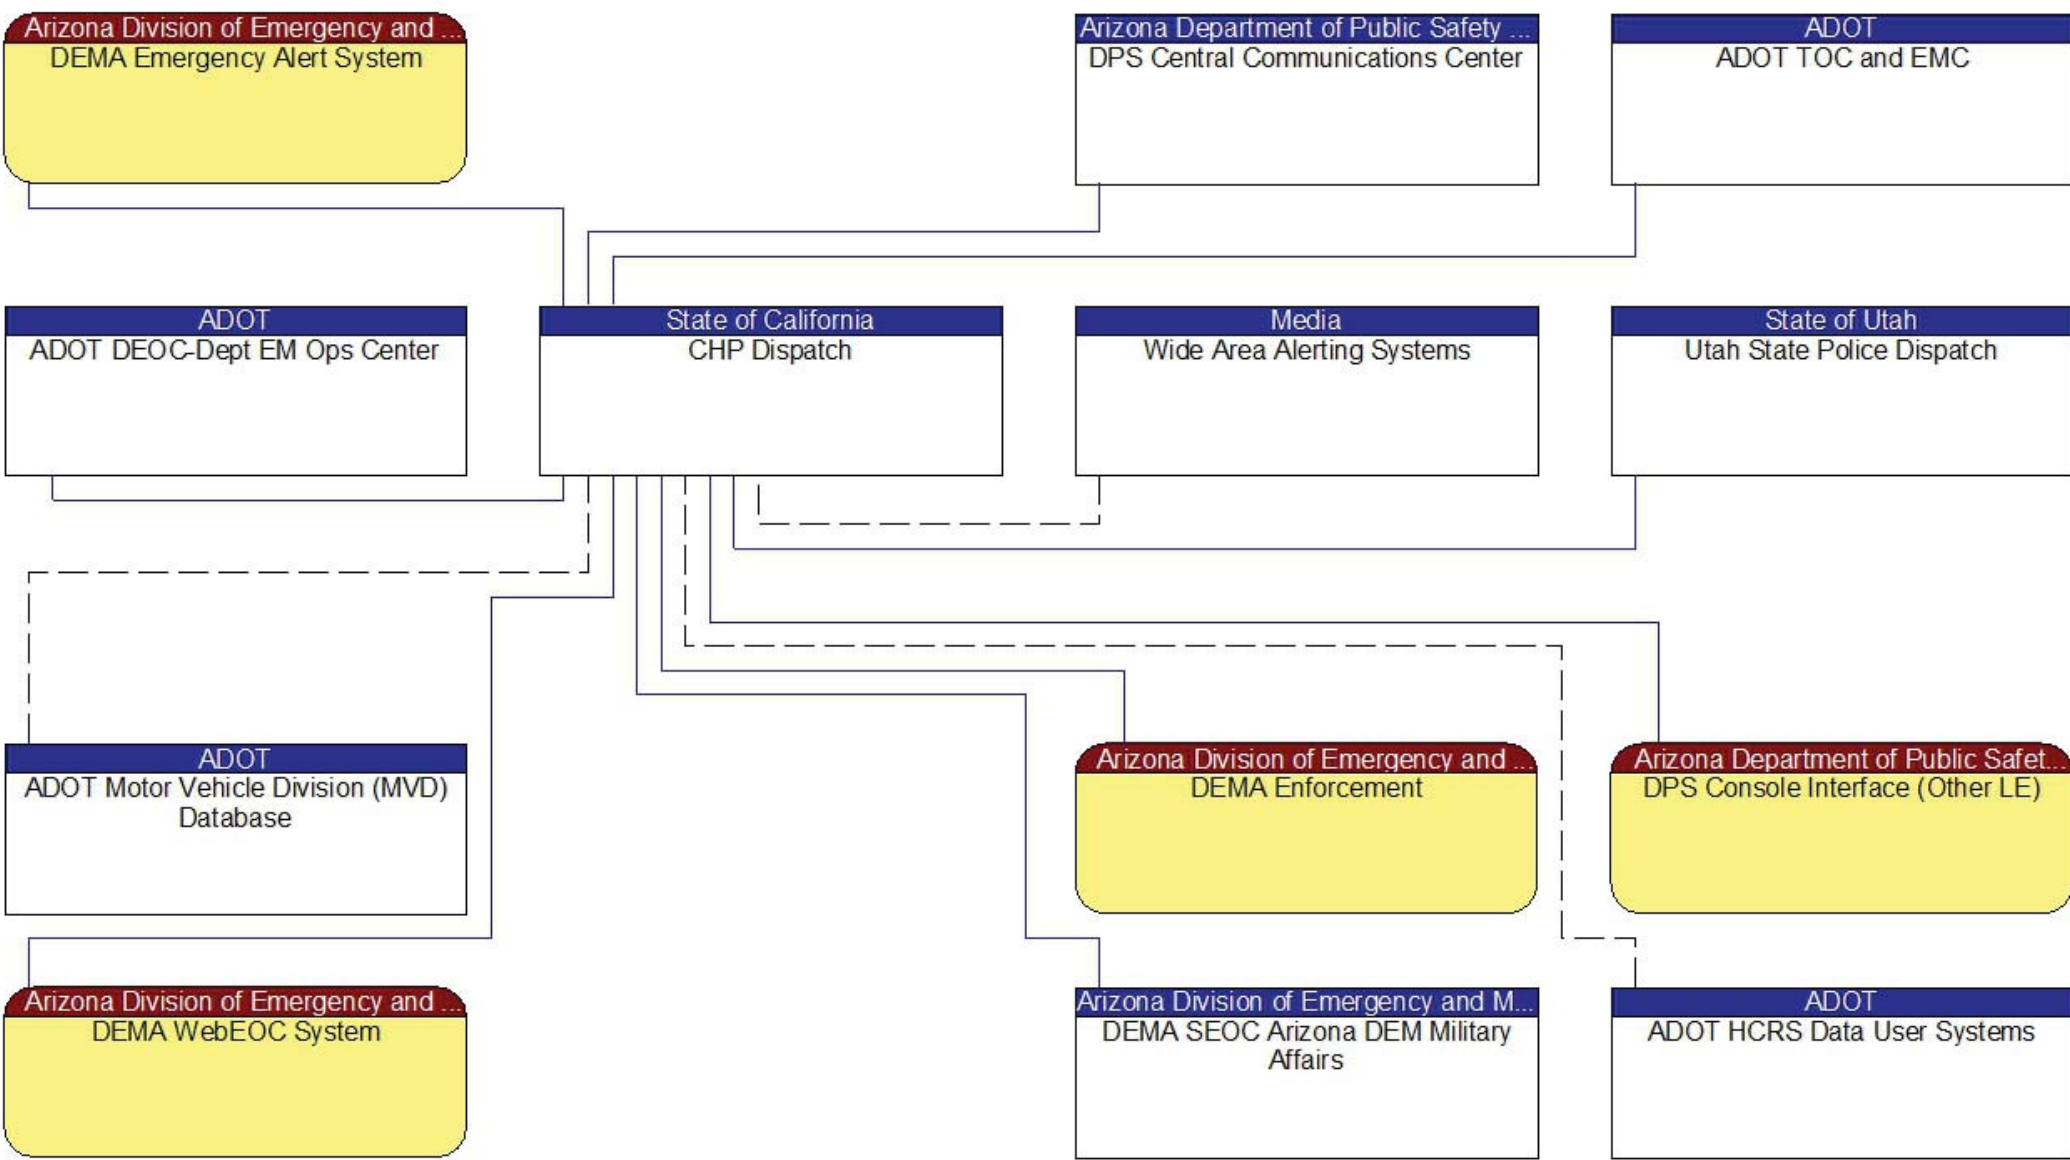 Arizona Division of Emergency and ...
DEMA Emergency Alert System
Arizona Department of Public Safety ...
DPS Central Communications Center
ADOT
ADOT TOC and EMC
ADOT
ADOT DEOC-Dept EM Ops Center
State of California
CHP Dispatch
Media
Wide Area Alerting Systems
State of Utah
Utah State Police Dispatch
ADOT
ADOT Motor Vehicle Division (MVD)
Database
Arizona Division of Emergency and ...
DEMA Enforcement
Arizona Department of Public Safet...
DPS Console Interface (Other LE)
Arizona Division of Emergency and ...
DEMA WebEOC System
Arizona Division of Emergency and M...
DEMA SEOC Arizona DEM Military
Affairs
ADOT
ADOT HCRS Data User Systems